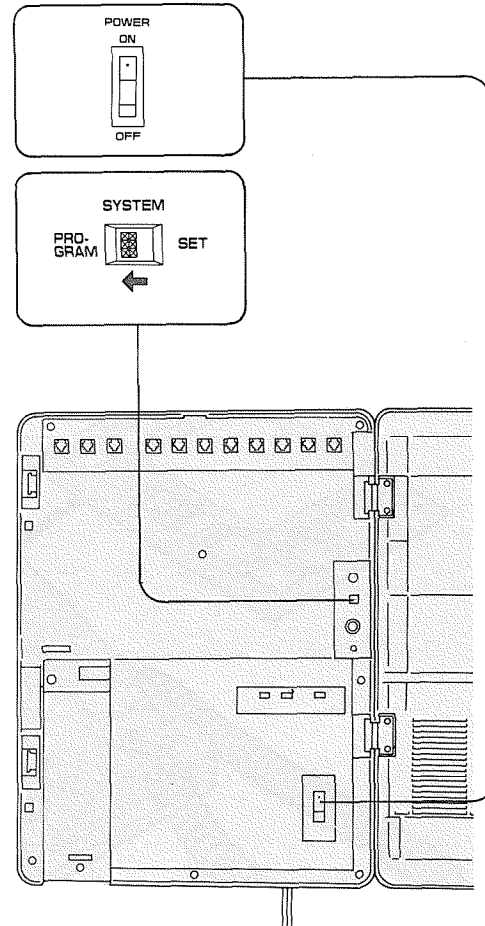 POWER
ON
OFF
SYSTEM
PRO-
GRAM
SET